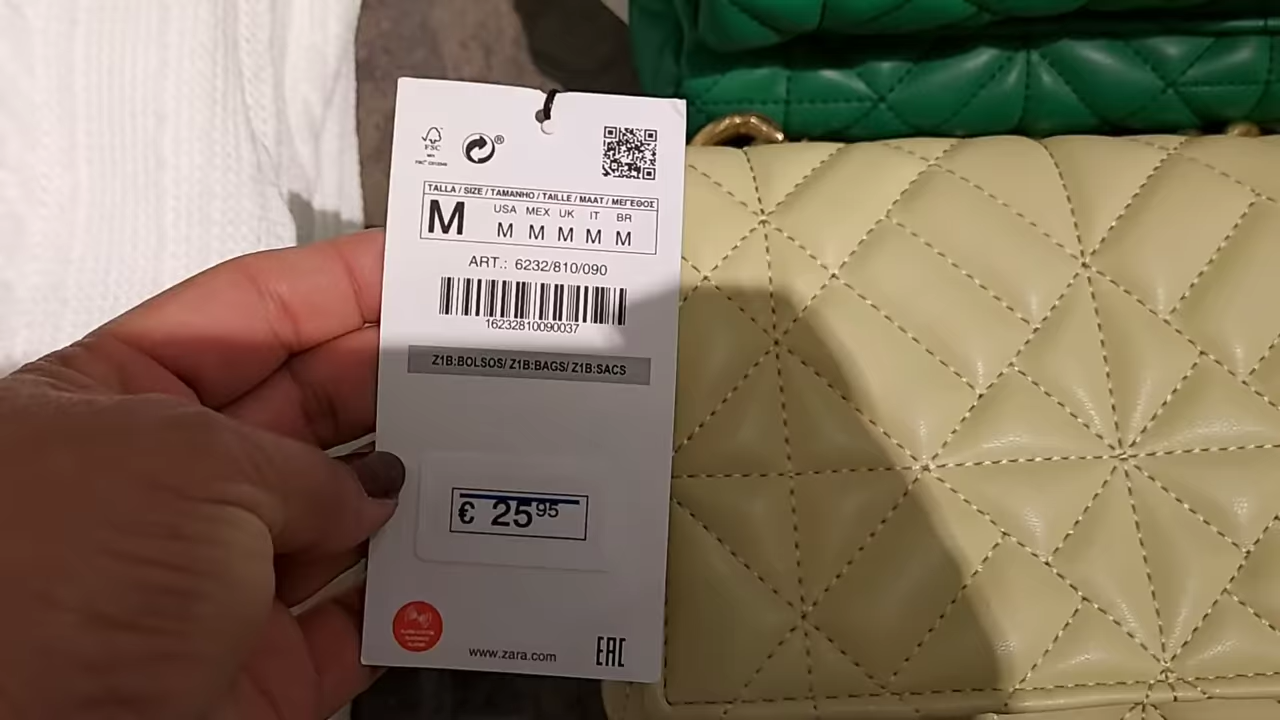 FSC
®
TALLA / SIZE / TAMANHO / TAILLE / MAAT / ΜΕΓΕΘΟΣ
M
USA MEX UK IT BR
M M M M M
ART.: 6232/810/090
16232810090037
Z1B:BOLSOS/ Z1B:BAGS/ Z1B:SACS
€ 25 95
www.zara.com
EAC